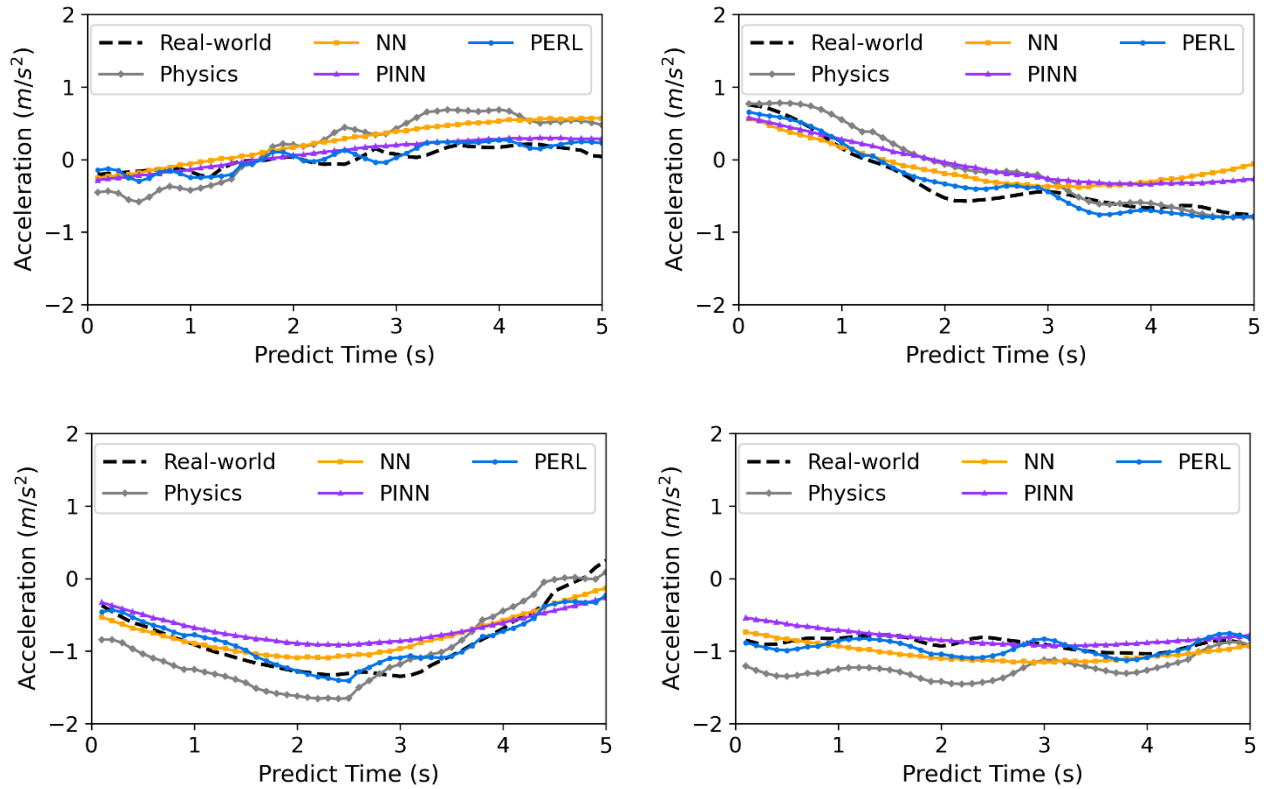 2
1
0
−1
−2
Acceleration (m/s²)
Real-world NN PERL
Physics PINN
0 1 2 3 4 5
Predict Time (s)
2
1
0
−1
−2
Acceleration (m/s²)
Real-world NN PERL
Physics PINN
0 1 2 3 4 5
Predict Time (s)
2
1
0
−1
−2
Acceleration (m/s²)
Real-world NN PERL
Physics PINN
0 1 2 3 4 5
Predict Time (s)
2
1
0
−1
−2
Acceleration (m/s²)
Real-world NN PERL
Physics PINN
0 1 2 3 4 5
Predict Time (s)